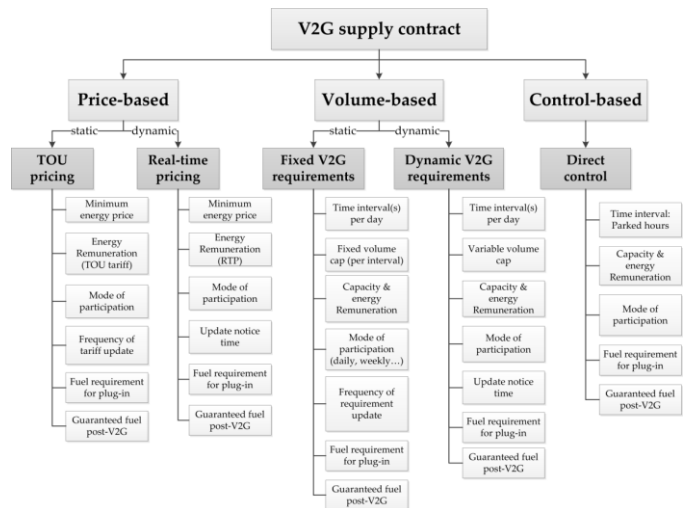 V2G supply contract
Price-based
Volume-based
Control-based
static
dynamic
static
dynamic
TOU
pricing
Real-time
pricing
Fixed V2G
requirements
Dynamic V2G
requirements
Direct
control
Minimum
energy price
Energy
Remuneration
(TOU tariff)
Mode of
participation
Frequency of
tariff update
Fuel requirement
for plug-in
Guaranteed fuel
post-V2G
Minimum
energy price
Energy
Remuneration
(RTP)
Mode of
participation
Update notice
time
Fuel requirement
for plug-in
Guaranteed fuel
post-V2G
Time interval(s)
per day
Fixed volume
cap (per interval)
Capacity &
energy
Remuneration
Mode of
participation
(daily, weekly…)
Frequency of
requirement
update
Fuel requirement
for plug-in
Guaranteed fuel
post-V2G
Time interval(s)
per day
Variable volume
cap
Capacity &
energy
Remuneration
Mode of
participation
Update notice
time
Fuel requirement
for plug-in
Guaranteed fuel
post-V2G
Time interval:
Parked hours
Capacity &
energy
Remuneration
Mode of
participation
Fuel requirement
for plug-in
Guaranteed fuel
post-V2G